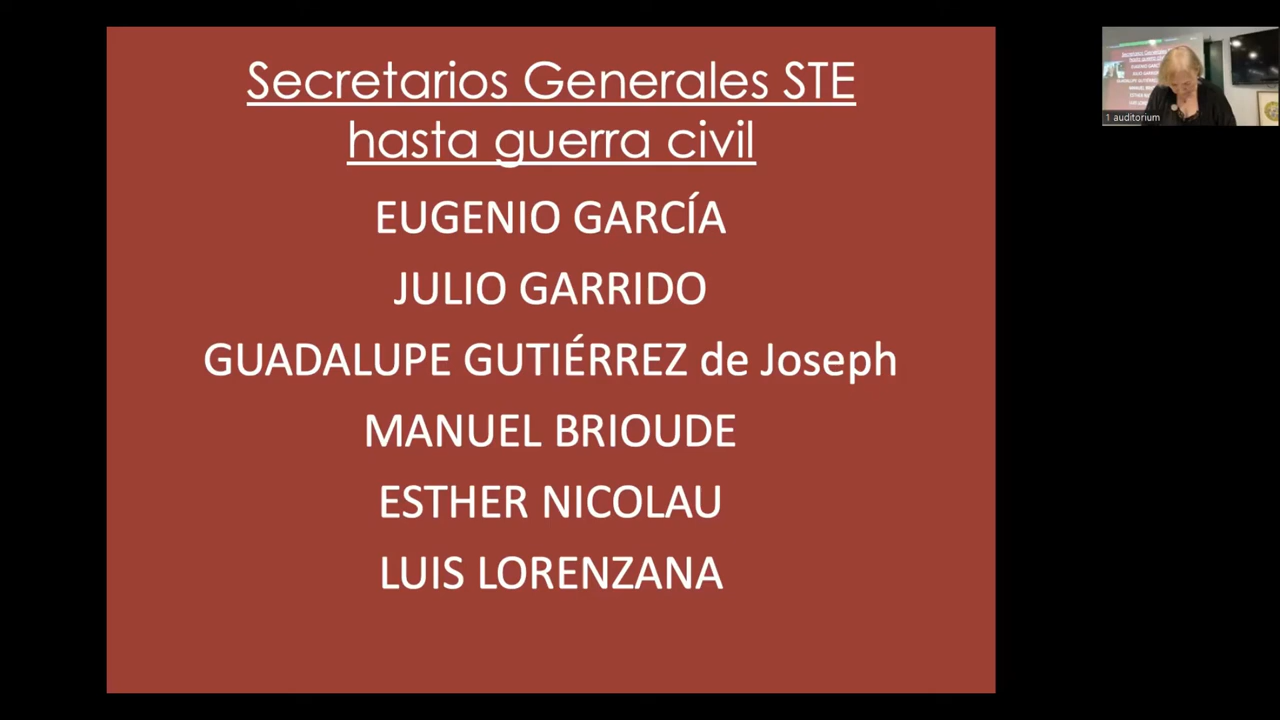 Secretarios Generales STE
hasta guerra civil
EUGENIO GARCÍA
JULIO GARRIDO
GUADALUPE GUTIÉRREZ de Joseph
MANUEL BRIOUDE
ESTHER NICOLAU
LUIS LORENZANA
1 auditorium